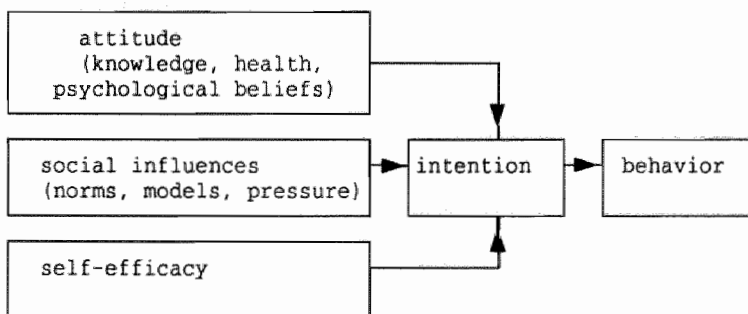 attitude
(knowledge, health,
psychological beliefs)
social influences
(norms, models, pressure)
intention
behavior
self-efficacy